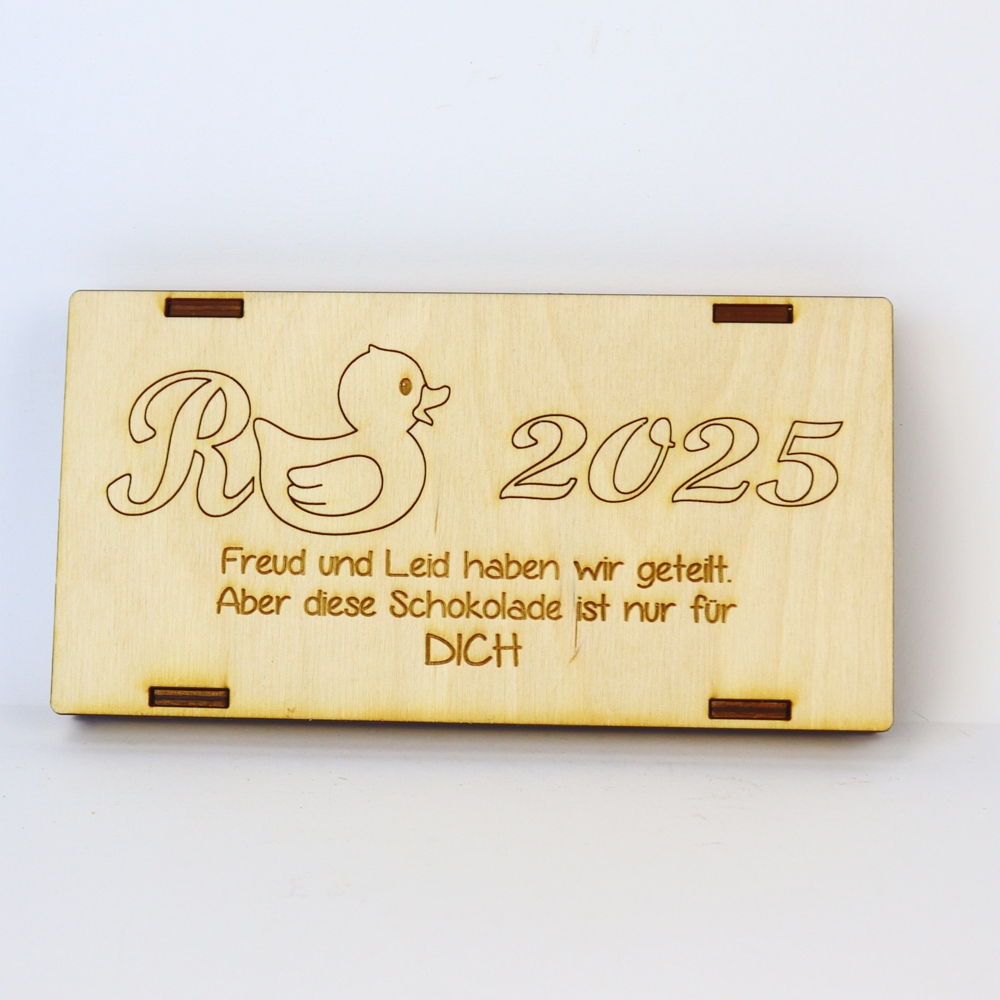 R 2025
Freud und Leid haben wir geteilt.
Aber diese Schokolade ist nur für
DICH